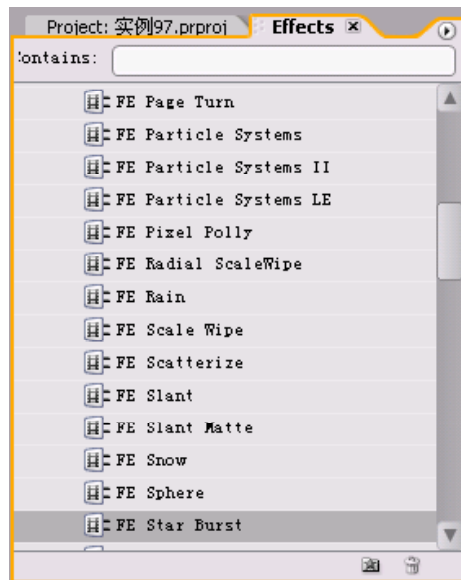 Project: 实例97.prproj Effects
ontains:
FE Page Turn
FE Particle Systems
FE Particle Systems II
FE Particle Systems LE
FE Pixel Polly
FE Radial ScaleWipe
FE Rain
FE Scale Wipe
FE Scatterize
FE Slant
FE Slant Matte
FE Snow
FE Sphere
FE Star Burst